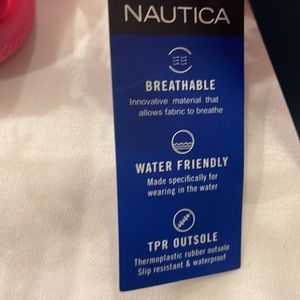 NAUTICA
BREATHABLE
Innovative material that
allows fabric to breathe
WATER FRIENDLY
Made specifically for
wearing in the water
TPR OUTSOLE
Thermoplastic rubber outsole
Slip resistant & waterproof